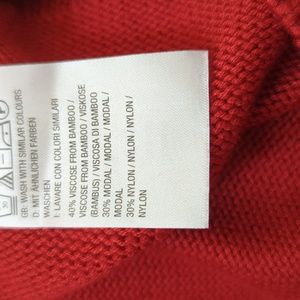 30
GB: WASH WITH SIMILAR COLOURS
D: MIT ÄHNLICHEN FARBEN
WASCHEN
I: LAVARE CON COLORI SIMILARI
40% VISCOSE FROM BAMBOO /
VISCOSE FROM BAMBOO / VISKOSE
(BAMBUS) / VISCOSA DI BAMBOO
30% MODAL / MODAL / MODAL /
MODAL
30% NYLON / NYLON / NYLON /
NYLON